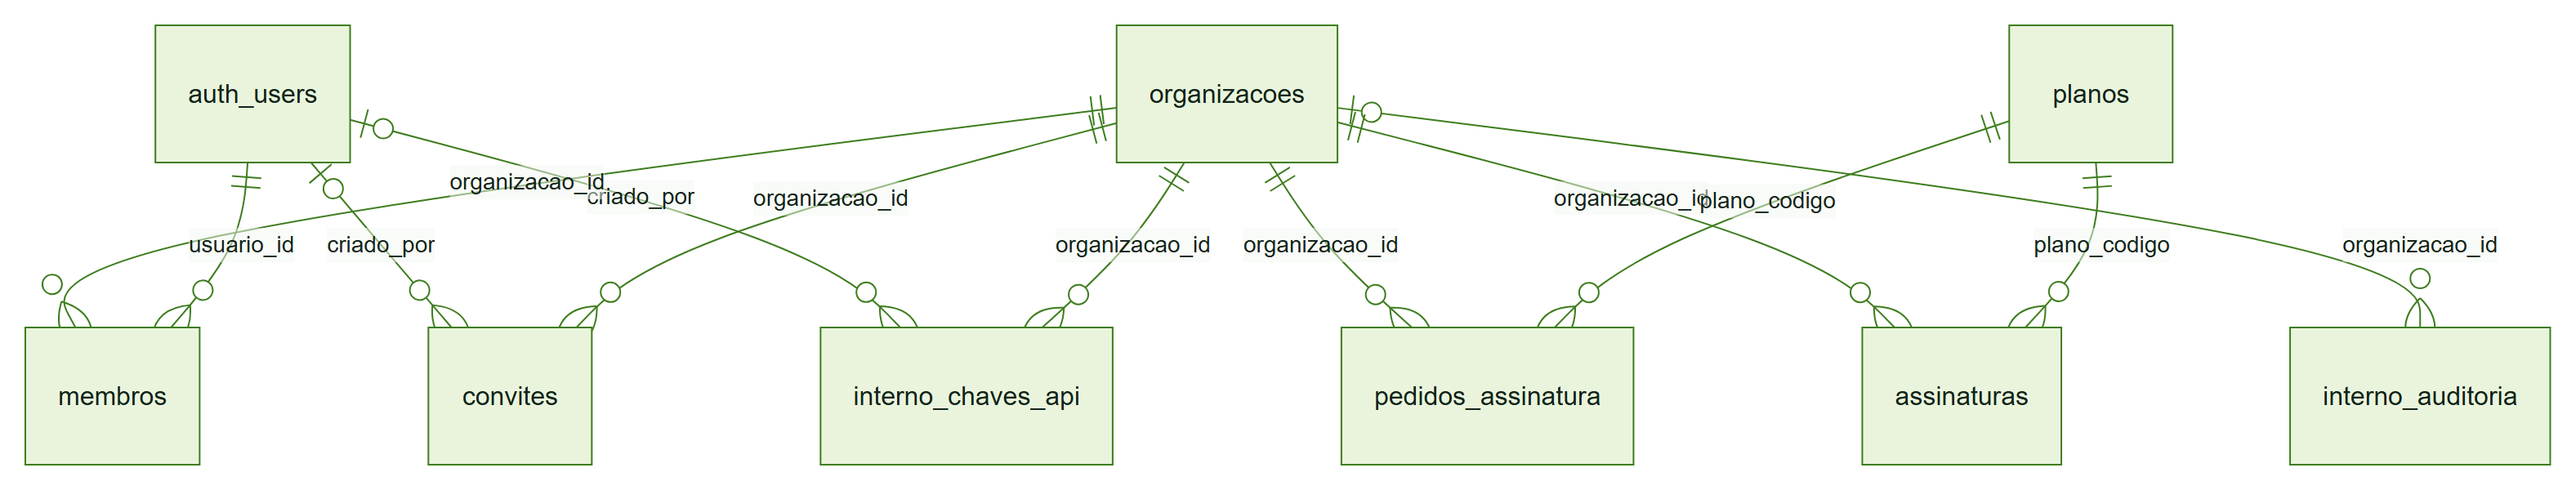 auth_users
organizacoes
planos
organizacao_id
criado_por
organizacao_id
organizacao_id
plano_codigo
usuario_id
criado_por
organizacao_id
organizacao_id
plano_codigo
organizacao_id
membros
convites
interno_chaves_api
pedidos_assinatura
assinaturas
interno_auditoria